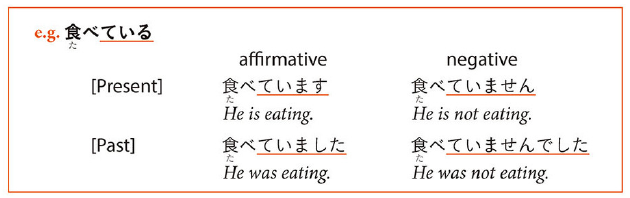 e.g. 食べている
た
affirmative negative
[Present] 食べています 食べていません
た た
He is eating. He is not eating.
[Past] 食べていました 食べていませんでした
た た
He was eating. He was not eating.